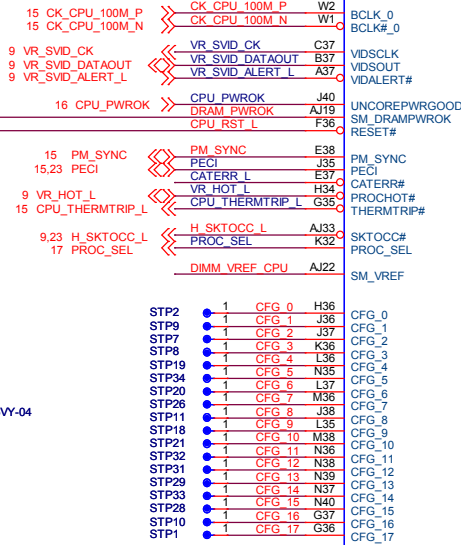 15 CK_CPU_100M_P CK_CPU_100M_P W2 BCLK_0
15 CK_CPU_100M_N CK_CPU_100M_N W1 BCLK#_0
9 VR_SVID_CK VR_SVID_CK C37 VIDSCLK
9 VR_SVID_DATAOUT VR_SVID_DATAOUT B37 VIDSOUT
9 VR_SVID_ALERT_L VR_SVID_ALERT_L A37 VIDALERT#
16 CPU_PWROK CPU_PWROK J40 UNCOREPWRGOOD
DRAM_PWROK AJ19 SM_DRAMPWROK
CPU_RST_L F36 RESET#
15 PM_SYNC PM_SYNC E38 PM_SYNC
15,23 PECI PECI J35 PECI
CATERR_L E37 CATERR#
9 VR_HOT_L VR_HOT_L H34 PROCHOT#
15 CPU_THERMTRIP_L CPU_THERMTRIP_L G35 THERMTRIP#
9,23 H_SKTOCC_L H_SKTOCC_L AJ33 SKTOCC#
17 PROC_SEL PROC_SEL K32 PROC_SEL
DIMM_VREF_CPU AJ22 SM_VREF
STP2 1 CFG_0 H36 CFG_0
STP9 1 CFG_1 J36 CFG_1
STP7 1 CFG_2 J37 CFG_2
STP8 1 CFG_3 K36 CFG_3
STP19 1 CFG_4 L36 CFG_4
STP34 1 CFG_5 N35 CFG_5
STP20 1 CFG_6 L37 CFG_6
STP26 1 CFG_7 M36 CFG_7
VY-04
STP11 1 CFG_8 J38 CFG_8
STP18 1 CFG_9 L35 CFG_9
STP21 1 CFG_10 M38 CFG_10
STP32 1 CFG_11 N36 CFG_11
STP31 1 CFG_12 N38 CFG_12
STP29 1 CFG_13 N39 CFG_13
STP33 1 CFG_14 N37 CFG_14
STP28 1 CFG_15 N40 CFG_15
STP10 1 CFG_16 G37 CFG_16
STP1 1 CFG_17 G36 CFG_17